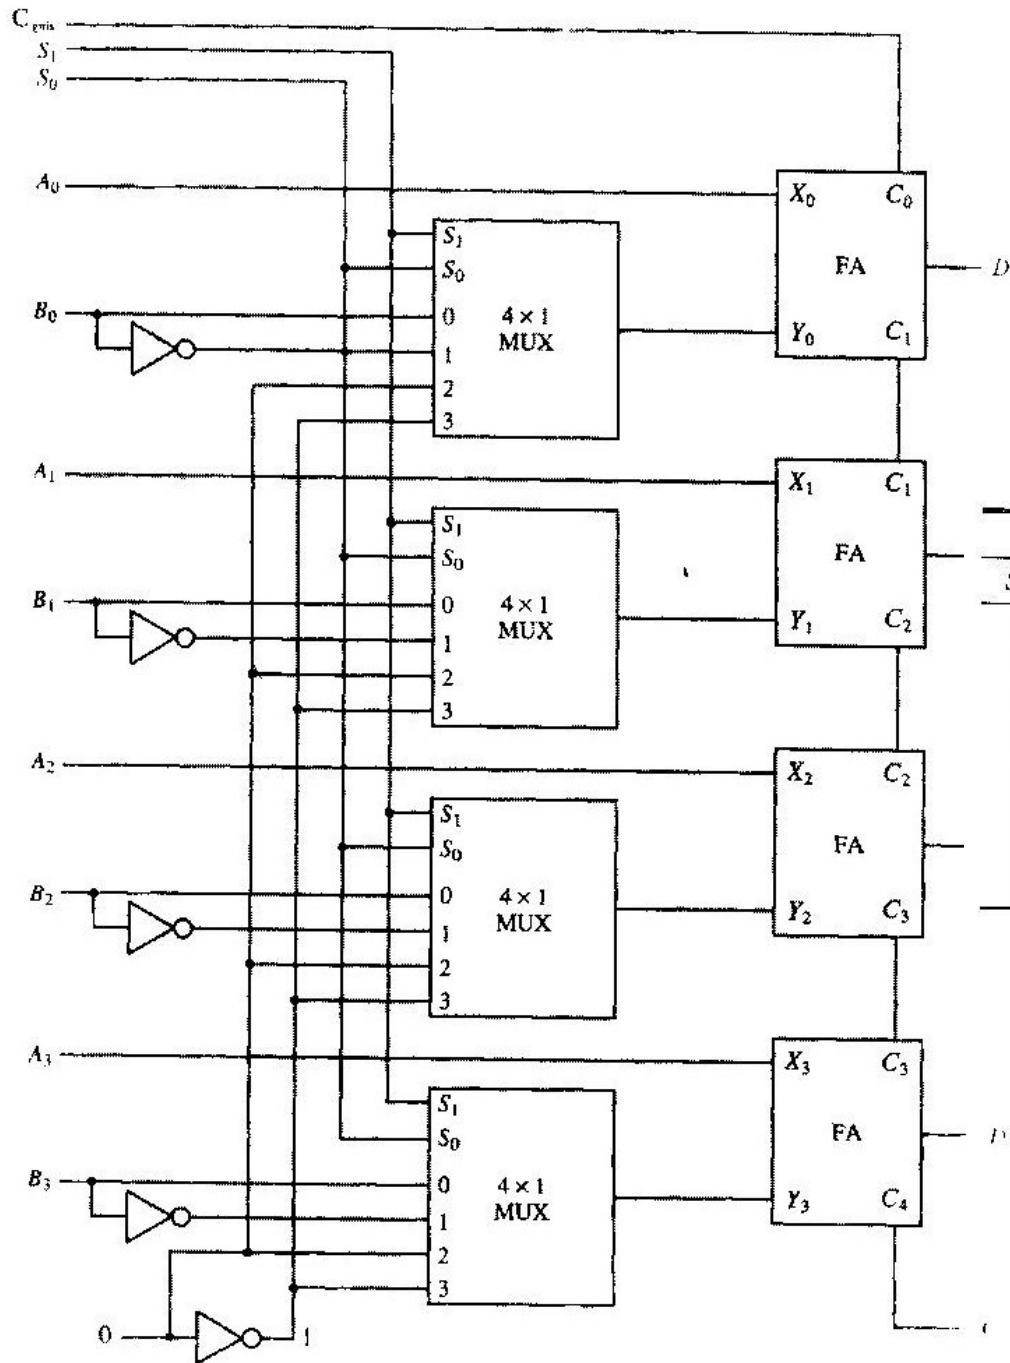 C giriş
S₁
S₀
A₀
X₀ C₀
FA
D
Y₀ C₁
S₁
S₀
B₀
0
1
2
3
4 × 1
MUX
A₁
X₁ C₁
FA
Y₁ C₂
S₁
S₀
B₁
0
1
2
3
4 × 1
MUX
A₂
X₂ C₂
FA
Y₂ C₃
S₁
S₀
B₂
0
1
2
3
4 × 1
MUX
A₃
X₃ C₃
FA
D
Y₃ C₄
S₁
S₀
B₃
0
1
2
3
4 × 1
MUX
0
1